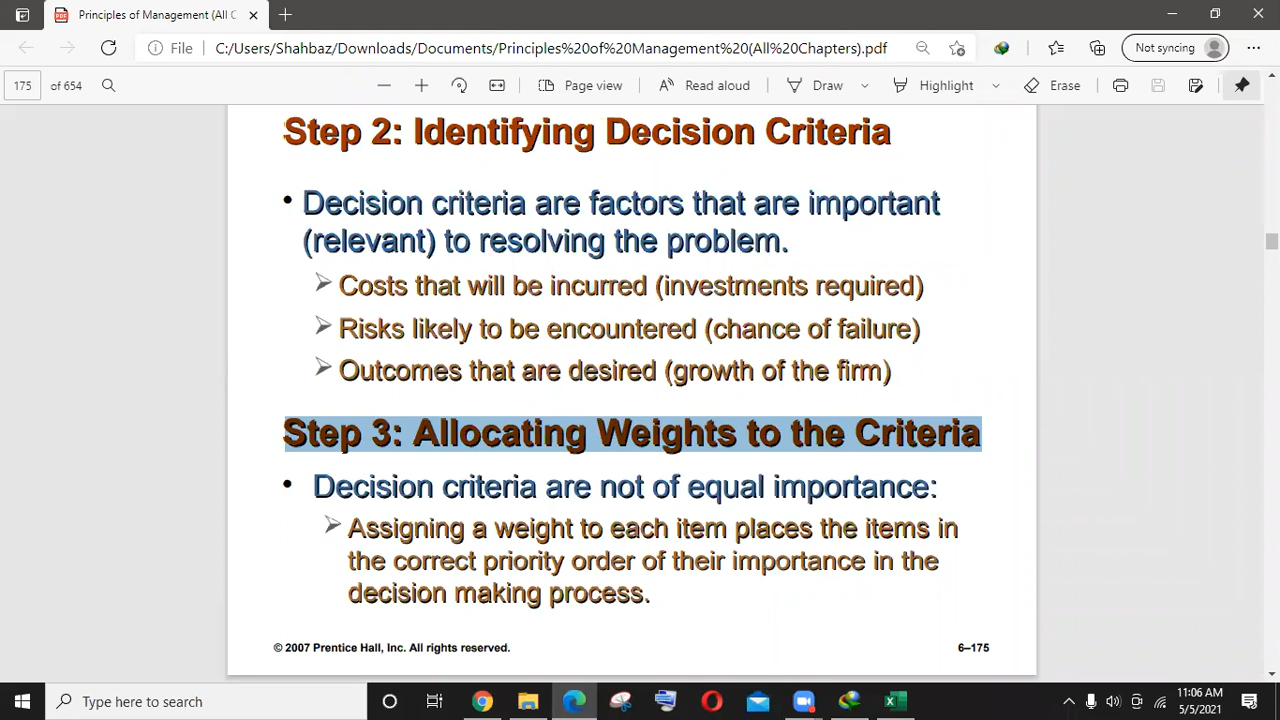 Principles of Management (All C
File
C:/Users/Shahbaz/Downloads/Documents/Principles%20of%20Management%20(All%20Chapters).pdf
Not syncing
175 of 654
Page view
Read aloud
Draw
Highlight
Erase
Step 2: Identifying Decision Criteria
• Decision criteria are factors that are important
(relevant) to resolving the problem.
➢ Costs that will be incurred (investments required)
➢ Risks likely to be encountered (chance of failure)
➢ Outcomes that are desired (growth of the firm)
Step 3: Allocating Weights to the Criteria
• Decision criteria are not of equal importance:
➢ Assigning a weight to each item places the items in
the correct priority order of their importance in the
decision making process.
© 2007 Prentice Hall, Inc. All rights reserved.
6–175
Type here to search
11:06 AM
5/5/2021